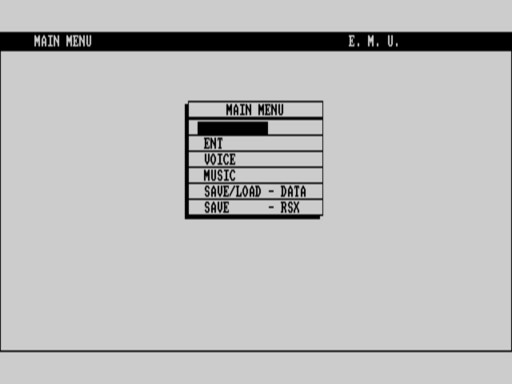 MAIN MENU E. M. U.
MAIN MENU
ENT
VOICE
MUSIC
SAVE/LOAD - DATA
SAVE - RSX